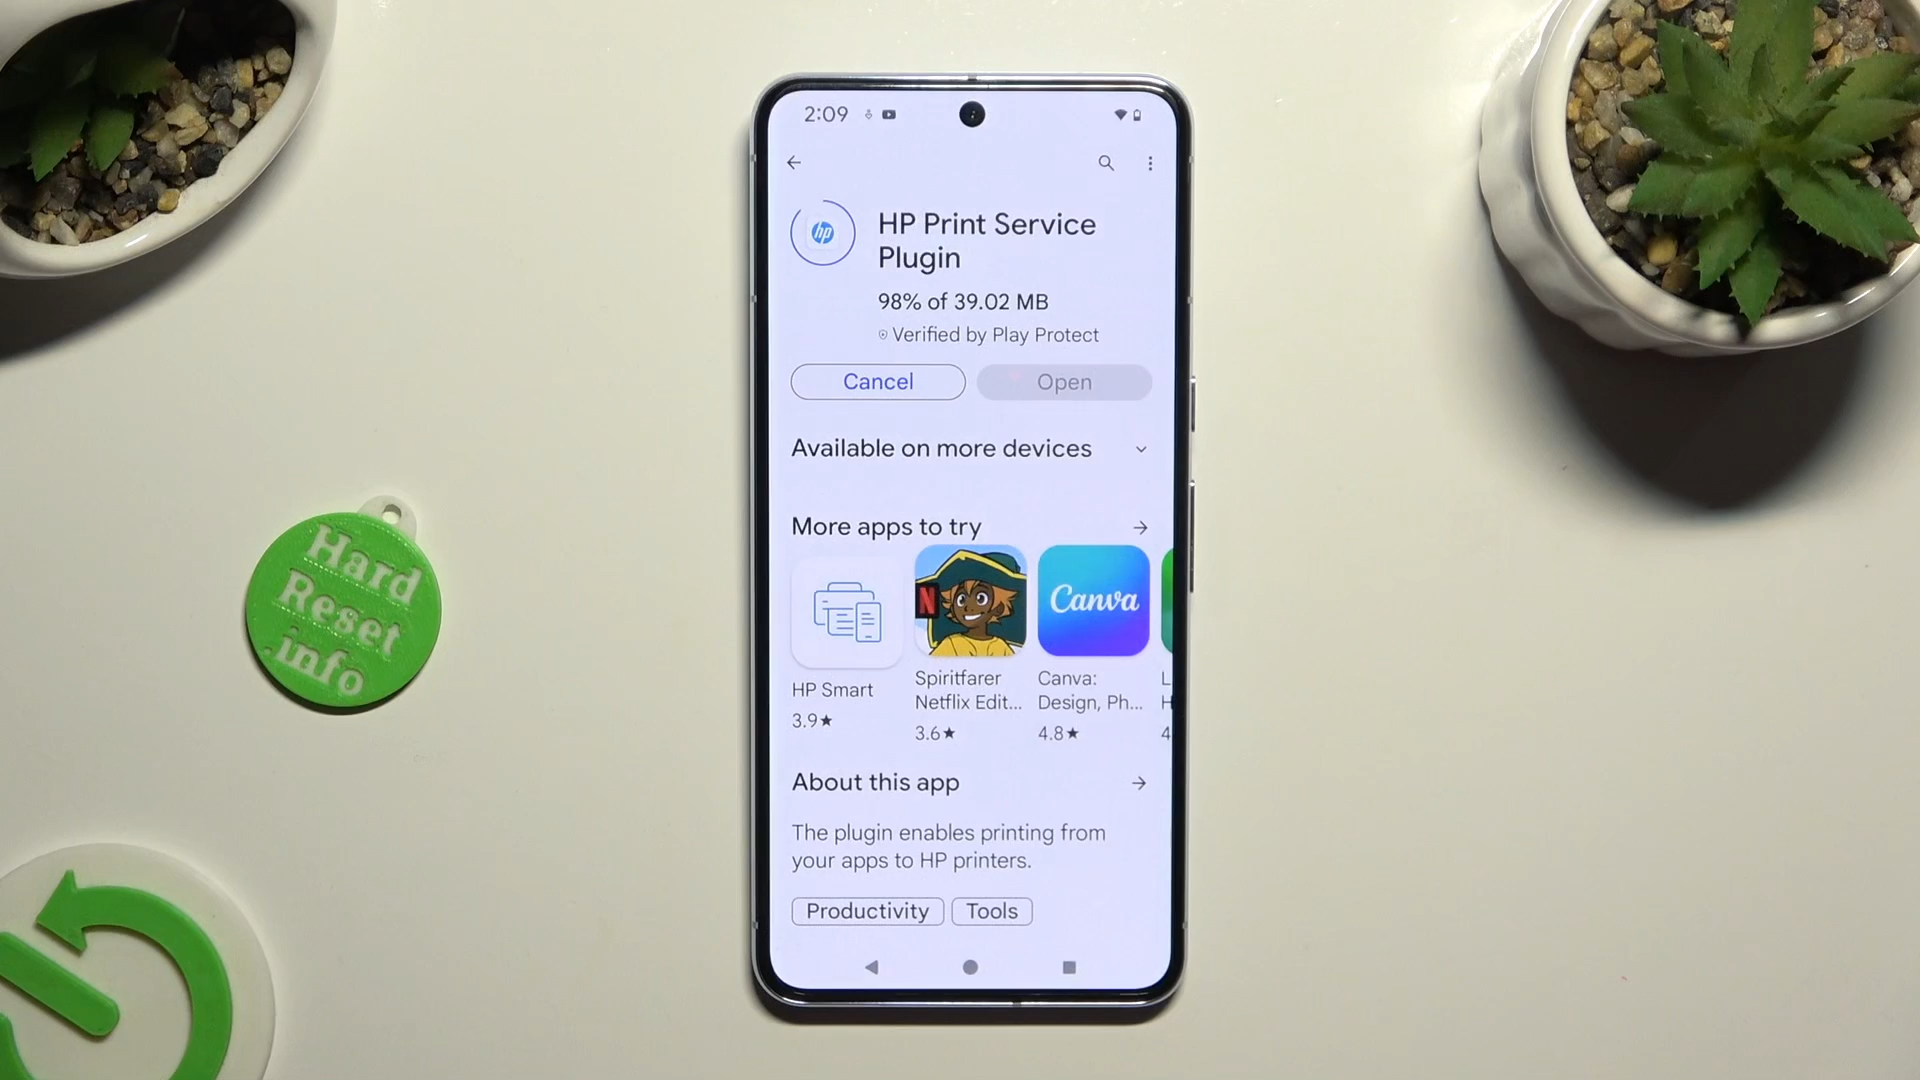 2:09
hp
HP Print Service
Plugin
98% of 39.02 MB
Verified by Play Protect
Cancel
Open
Available on more devices
More apps to try
N
Canva
HP Smart
3.9★
Spiritfarer
Netflix Edit...
3.6★
Canva:
Design, Ph...
4.8★
L
H
4
About this app
The plugin enables printing from
your apps to HP printers.
Productivity
Tools
Hard
Reset
.info